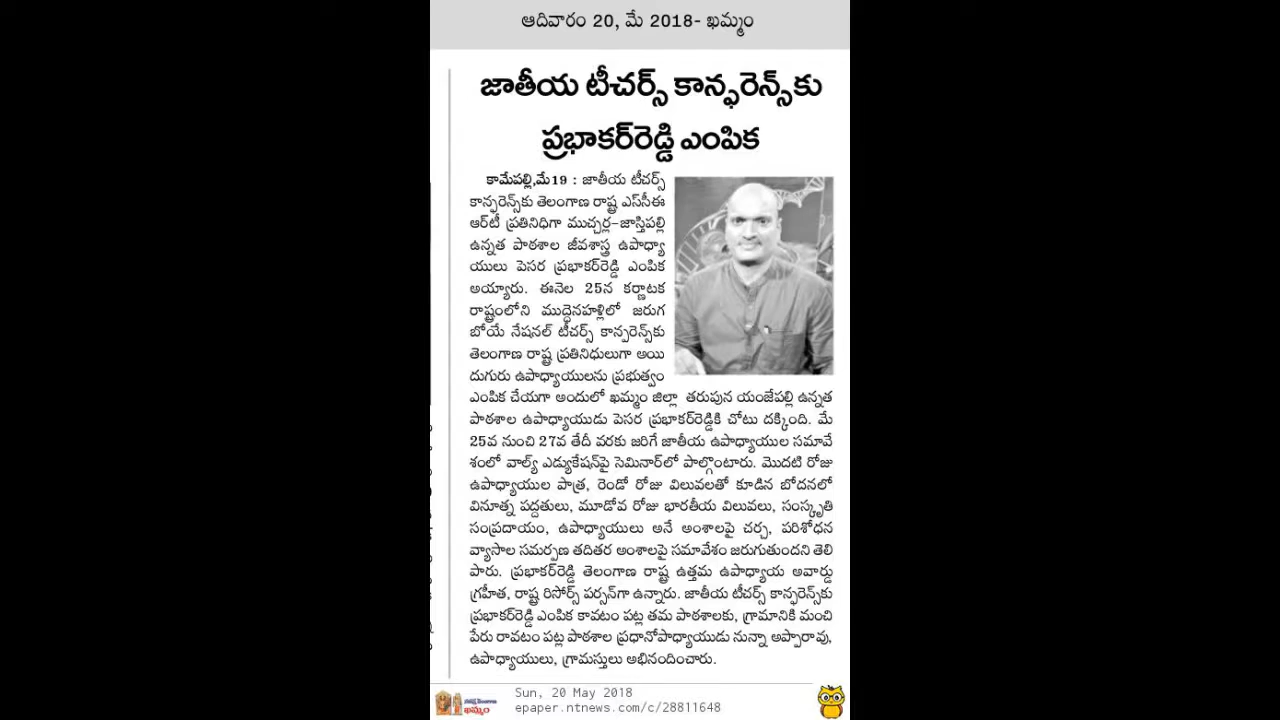 ఆదివారం 20, మే 2018- ఖమ్మం
జాతీయ టీచర్స్ కాన్ఫరెన్స్‌కు
ప్రభాకర్‌రెడ్డి ఎంపిక
కామేపల్లి,మే19 : జాతీయ టీచర్స్
కాన్ఫరెన్స్‌కు తెలంగాణ రాష్ట్ర ఎస్‌సీఈ
ఆర్‌టీ ప్రతినిధిగా ముచ్చర్ల-జాస్తిపల్లి
ఉన్నత పాఠశాల జీవశాస్త్ర ఉపాధ్యా
యులు పెసర ప్రభాకర్‌రెడ్డి ఎంపిక
అయ్యారు. ఈనెల 25న కర్ణాటక
రాష్ట్రంలోని ముద్దెనహళ్లిలో జరుగ
బోయే నేషనల్ టీచర్స్ కాన్ఫరెన్స్‌కు
తెలంగాణ రాష్ట్ర ప్రతినిధులుగా అయి
దుగురు ఉపాధ్యాయులను ప్రభుత్వం
ఎంపిక చేయగా అందులో ఖమ్మం జిల్లా తరుపున యంజేపల్లి ఉన్నత
పాఠశాల ఉపాధ్యాయుడు పెసర ప్రభాకర్‌రెడ్డికి చోటు దక్కింది. మే
25వ నుంచి 27వ తేదీ వరకు జరిగే జాతీయ ఉపాధ్యాయుల సమావే
శంలో వాల్యు ఎడ్యుకేషన్‌పై సెమినార్‌లో పాల్గొంటారు. మొదటి రోజు
ఉపాధ్యాయుల పాత్ర, రెండో రోజు విలువలతో కూడిన బోదనలో
వినూత్న పద్దతులు, మూడోవ రోజు భారతీయ విలువలు, సంస్కృతి
సంప్రదాయం, ఉపాధ్యాయులు అనే అంశాలపై చర్చ, పరిశోధన
వ్యాసాల సమర్పణ తదితర అంశాలపై సమావేశం జరుగుతుందని తెలి
పారు. ప్రభాకర్‌రెడ్డి తెలంగాణ రాష్ట్ర ఉత్తమ ఉపాధ్యాయ అవార్డు
గ్రహీత, రాష్ట్ర రిసోర్స్ పర్సన్‌గా ఉన్నారు. జాతీయ టీచర్స్ కాన్ఫరెన్స్‌కు
ప్రభాకర్‌రెడ్డి ఎంపిక కావటం పట్ల తమ పాఠశాలకు, గ్రామానికి మంచి
పేరు రావటం పట్ల పాఠశాల ప్రధానోపాధ్యాయుడు నున్నా అప్పారావు,
ఉపాధ్యాయులు, గ్రామస్తులు అభినందించారు.
ఖమ్మం
Sun, 20 May 2018
epaper.ntnews.com/c/28811648